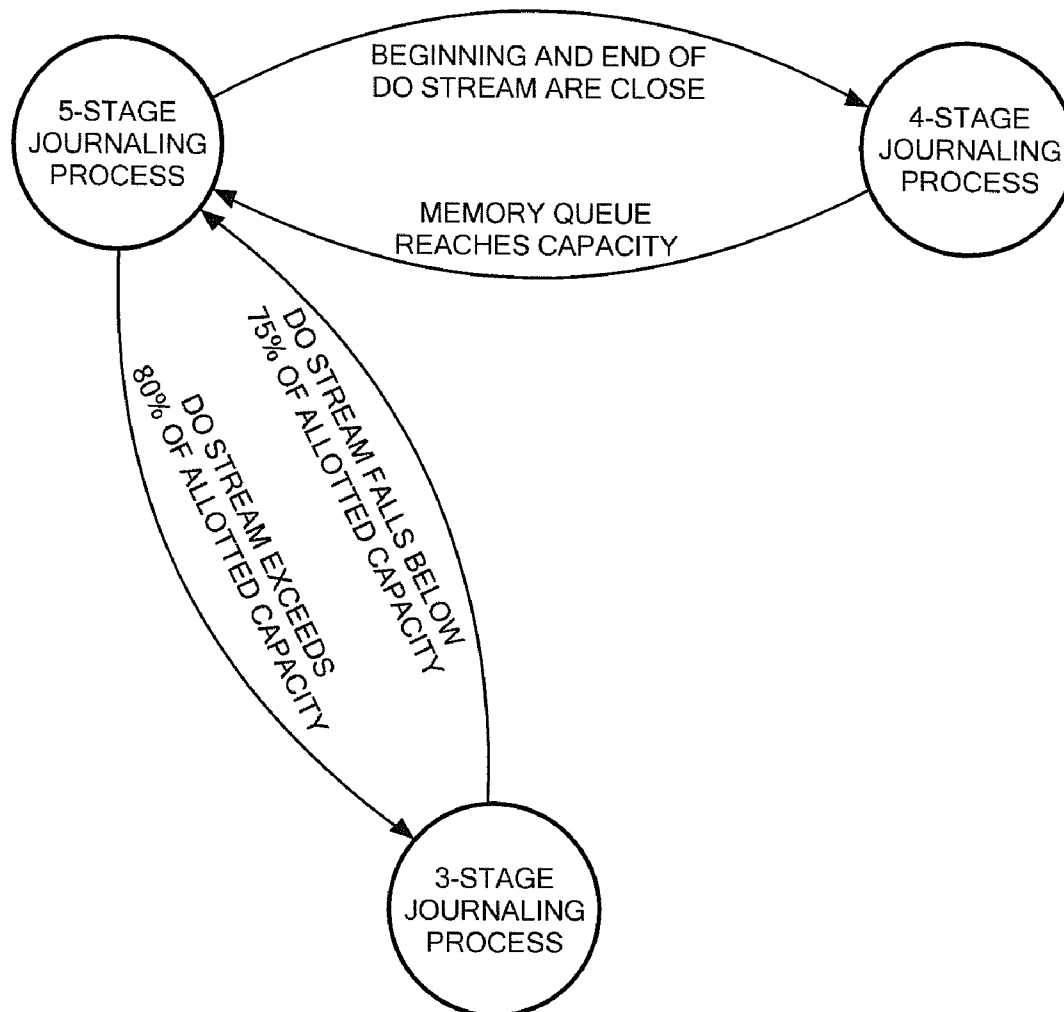 BEGINNING AND END OF
DO STREAM ARE CLOSE
5-STAGE
JOURNALING
PROCESS
4-STAGE
JOURNALING
PROCESS
MEMORY QUEUE
REACHES CAPACITY
DO STREAM EXCEEDS
80% OF ALLOTTED CAPACITY
DO STREAM FALLS BELOW
75% OF ALLOTTED CAPACITY
3-STAGE
JOURNALING
PROCESS